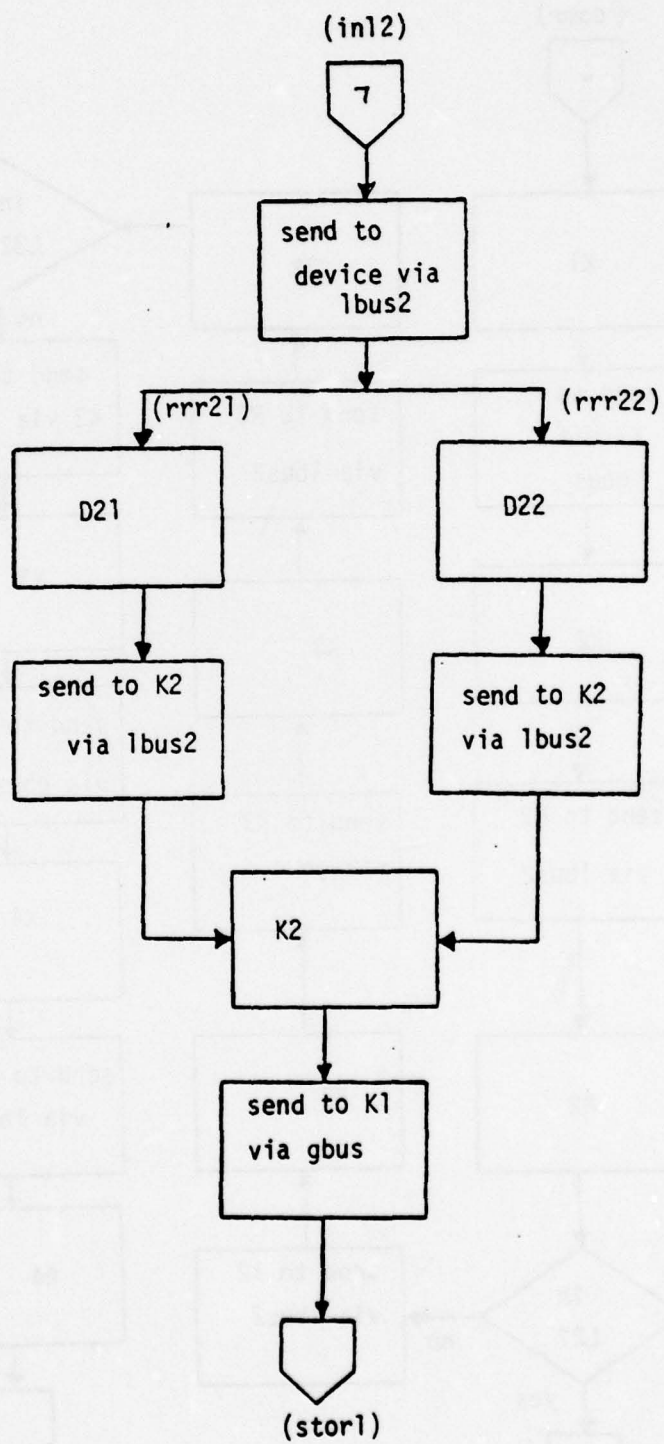 (inl2)
7
send to
device via
lbus2
(rrr21)
(rrr22)
D21
D22
send to K2
via lbus2
send to K2
via lbus2
K2
send to K1
via gbus
(stor1)